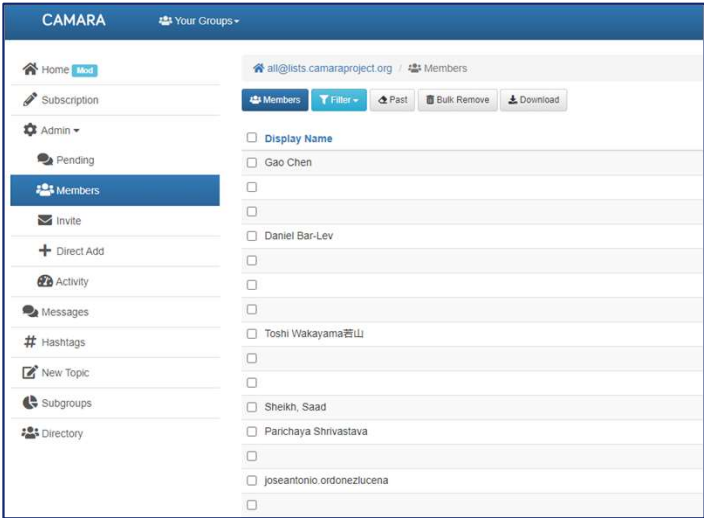 CAMARA Your Groups
Home Mod
Subscription
Admin
Pending
Members
Invite
Direct Add
Activity
Messages
Hashtags
New Topic
Subgroups
Directory
all@lists.camaraproject.org / Members
Members Filter Past Bulk Remove Download
Display Name
Gao Chen
Daniel Bar-Lev
Toshi Wakayama若山
Sheikh, Saad
Parichaya Shrivastava
joseantonio.ordonezlucena